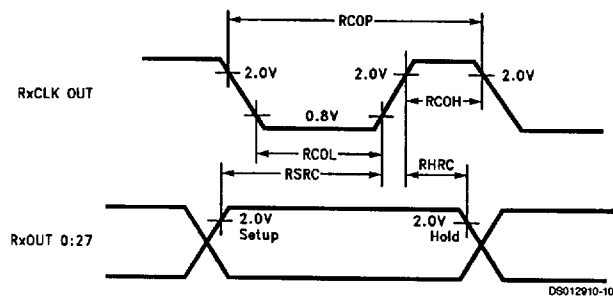 RCOP
2.0V 2.0V 2.0V
RxCLK OUT
RCOH
0.8V
RCOL
RSRC RHRC
2.0V 2.0V
Setup Hold
RxOUT 0:27
DS012910-10